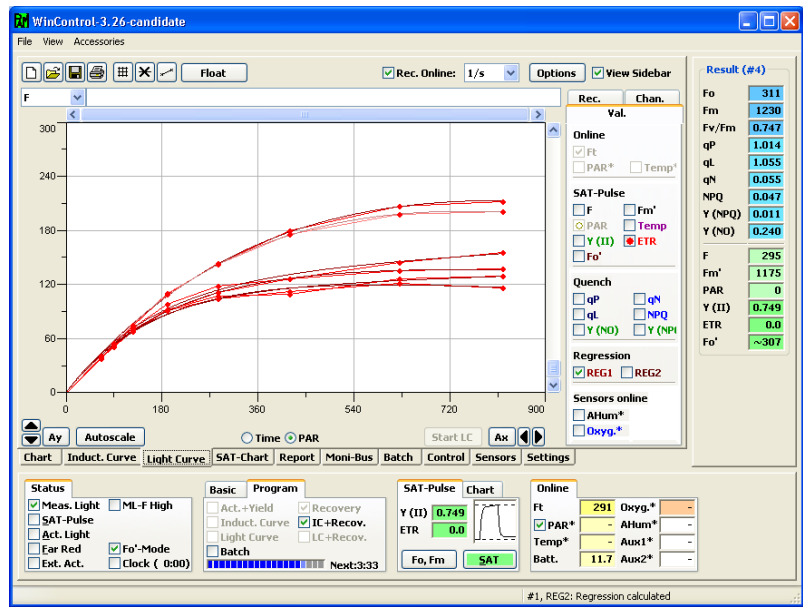 WinControl-3.26-candidate
File View Accessories
Float Rec. Online: 1/s Options View Sidebar
F
300
240
180
120
60
0
0 180 360 540 720 900
Ay Autoscale Time PAR Start LC Ax
Chart Induct. Curve Light Curve SAT-Chart Report Moni-Bus Batch Control Sensors Settings
Rec. Chan.
Val.
Online
Ft
PAR* Temp*
SAT-Pulse
F Fm'
PAR Temp
Y (II) ETR
Fo'
Quench
qP qN
qL NPQ
Y (NO) Y (NPI
Regression
REG1 REG2
Sensors online
AHum*
Oxyg.*
Result (#4)
Fo 311
Fm 1230
Fv/Fm 0.747
qP 1.014
qL 1.055
qN 0.055
NPQ 0.047
Y (NPQ) 0.011
Y (NO) 0.240
F 295
Fm' 1175
PAR 0
Y (II) 0.749
ETR 0.0
Fo' ~307
Status
Meas. Light ML-F High
SAT-Pulse
Act. Light
Far Red Fo'-Mode
Ext. Act. Clock ( 0:00)
Basic Program
Act.+Yield Recovery
Induct. Curve IC+Recov.
Light Curve LC+Recov.
Batch
Next:3:33
SAT-Pulse Chart
Y (II) 0.749
ETR 0.0
Fo, Fm SAT
Online
Ft 291 Oxyg.* -
PAR* - AHum* -
Temp* - Aux1* -
Batt. 11.7 Aux2* -
#1, REG2: Regression calculated